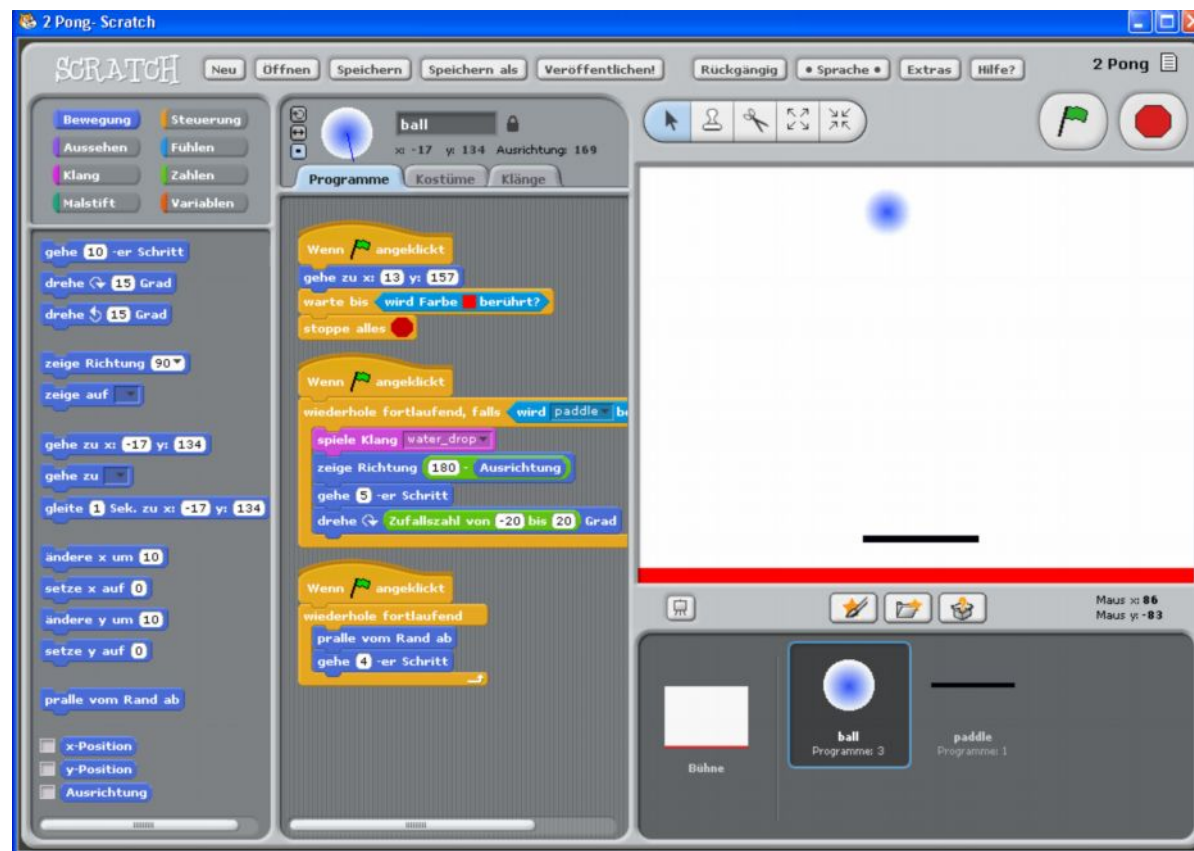 2 Pong- Scratch
SCRATCH Neu Öffnen Speichern Speichern als Veröffentlichen! Rückgängig • Sprache • Extras Hilfe? 2 Pong
Bewegung Steuerung
Aussehen Fühlen
Klang Zahlen
Malstift Variablen
gehe 10 -er Schritt
drehe 15 Grad
drehe 15 Grad
zeige Richtung 90
zeige auf
gehe zu x: -17 y: 134
gehe zu
gleite 1 Sek. zu x: -17 y: 134
ändere x um 10
setze x auf 0
ändere y um 10
setze y auf 0
pralle vom Rand ab
x-Position
y-Position
Ausrichtung
ball
x: -17 y: 134 Ausrichtung: 169
Programme Kostüme Klänge
Wenn angeklickt
gehe zu x: 13 y: 157
warte bis wird Farbe berührt?
stoppe alles
Wenn angeklickt
wiederhole fortlaufend, falls wird paddle be
spiele Klang water_drop
zeige Richtung 180 - Ausrichtung
gehe 5 -er Schritt
drehe Zufallszahl von -20 bis 20 Grad
Wenn angeklickt
wiederhole fortlaufend
pralle vom Rand ab
gehe 4 -er Schritt
Maus x: 86
Maus y: -83
Bühne
ball
Programme: 3
paddle
Programme: 1